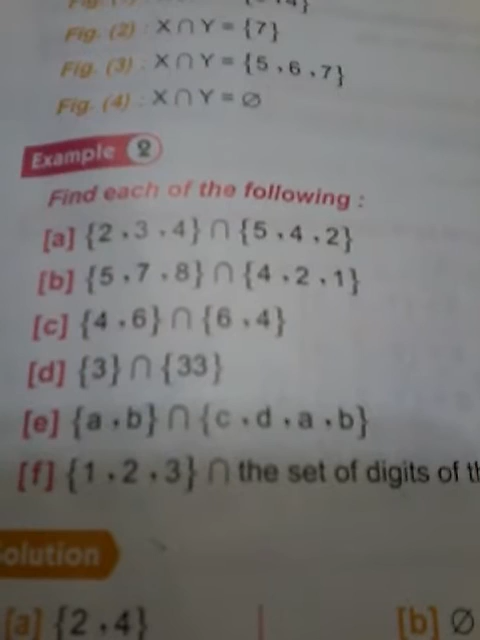 Fig. (2) : X ∩ Y = {7}
Fig. (3) : X ∩ Y = {5 , 6 , 7}
Fig. (4) : X ∩ Y = ∅
Example 2
Find each of the following :
[a] {2 , 3 , 4} ∩ {5 , 4 , 2}
[b] {5 , 7 , 8} ∩ {4 , 2 , 1}
[c] {4 , 6} ∩ {6 , 4}
[d] {3} ∩ {33}
[e] {a , b} ∩ {c , d , a , b}
[f] {1 , 2 , 3} ∩ the set of digits of
olution
[a] {2 , 4}
[b] ∅